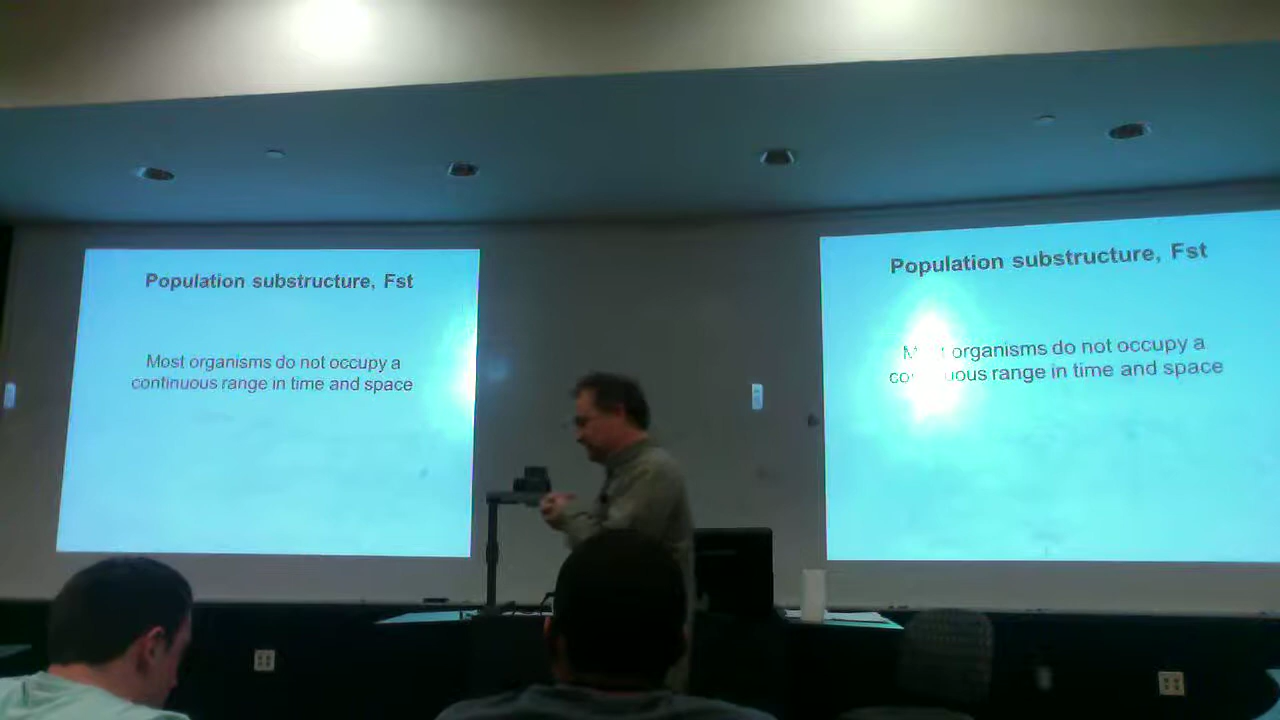 Population substructure, Fst
Most organisms do not occupy a
continuous range in time and space
Population substructure, Fst
organisms do not occupy a
range in time and space